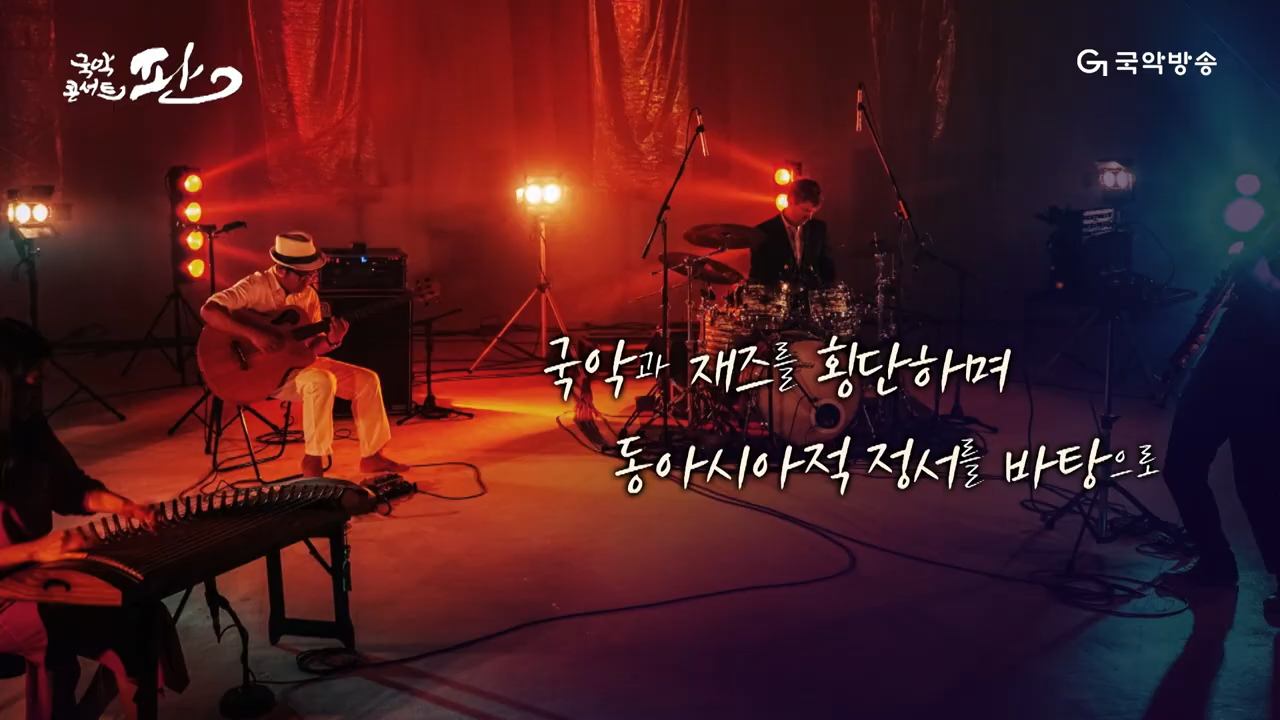 국악
콘서트 판
G1 국악방송
국악과 재즈를 횡단하며
동아시아적 정서를 바탕으로